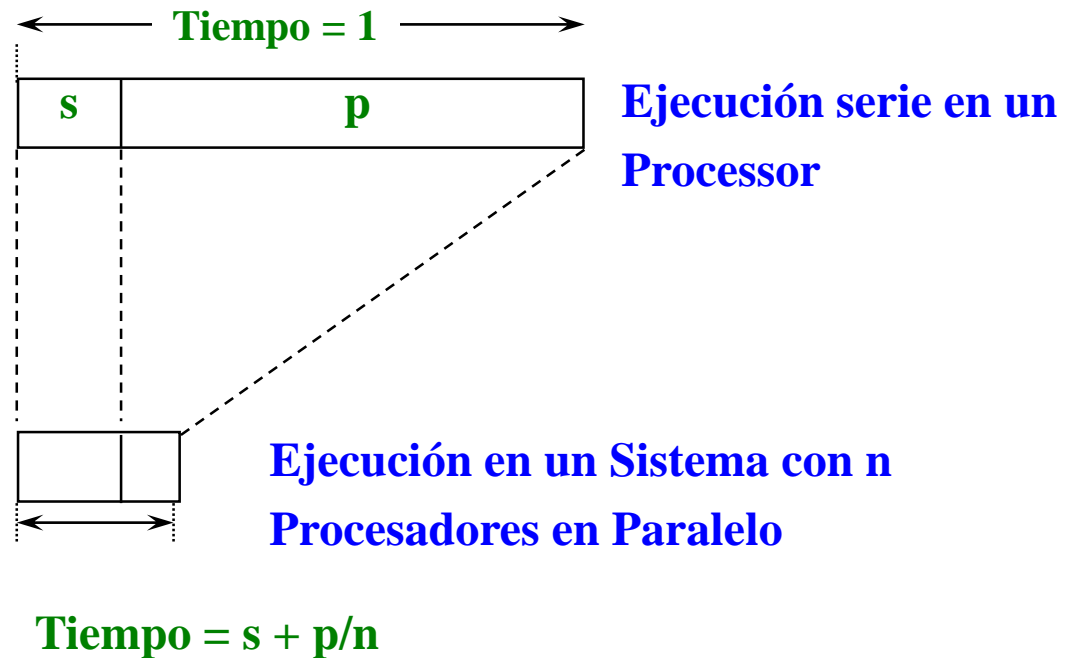 Tiempo = 1
s
p
Ejecución serie en un
Processor
Ejecución en un Sistema con n
Procesadores en Paralelo
Tiempo = s + p/n